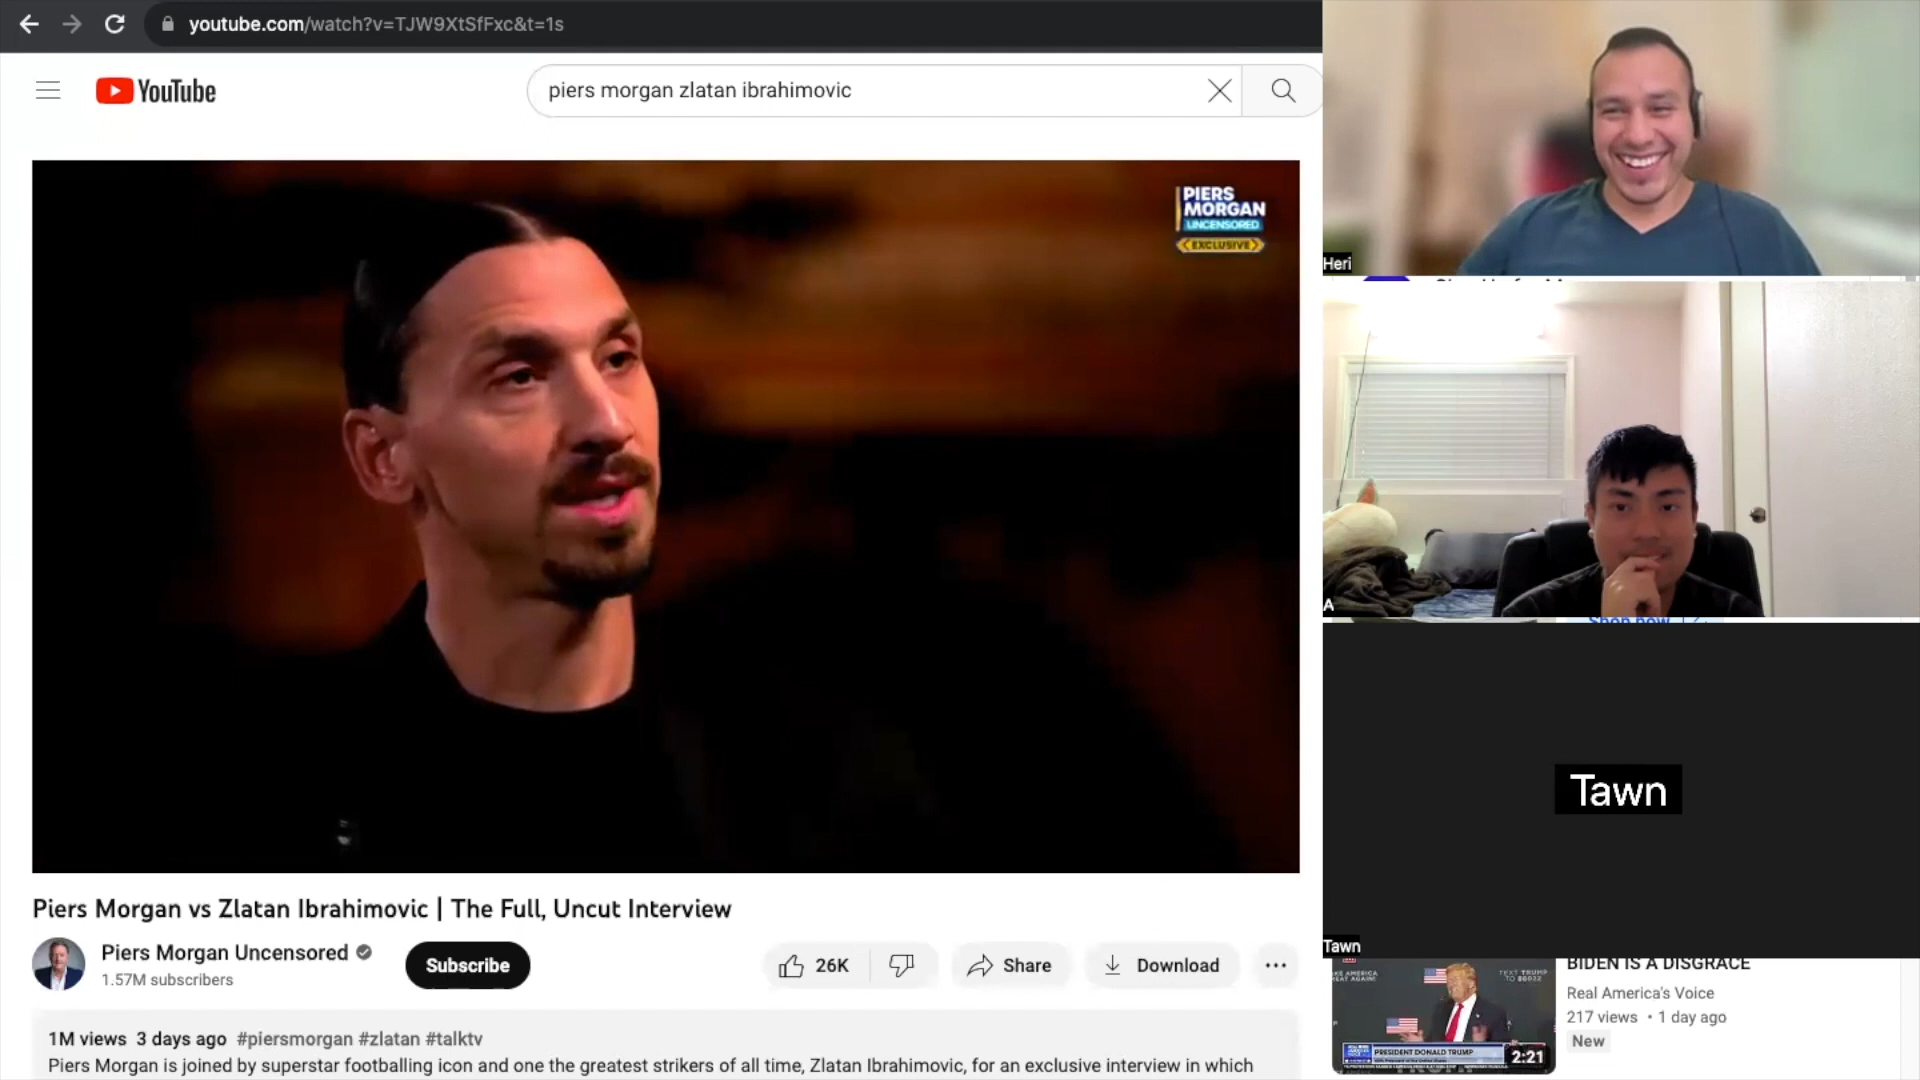 youtube.com/watch?v=TJW9XtSfFxc&t=1s
YouTube
piers morgan zlatan ibrahimovic
PIERS
MORGAN
UNCENSORED
EXCLUSIVE
Heri
A
Tawn
Tawn
Piers Morgan vs Zlatan Ibrahimovic | The Full, Uncut Interview
Piers Morgan Uncensored
1.57M subscribers
Subscribe
26K
Share
Download
1M views 3 days ago #piersmorgan #zlatan #talktv
Piers Morgan is joined by superstar footballing icon and one the greatest strikers of all time, Zlatan Ibrahimovic, for an exclusive interview in which
BIDEN IS A DISGRACE
Real America's Voice
217 views • 1 day ago
New
TEXT TRUMP
PRESIDENT DONALD TRUMP
2:21